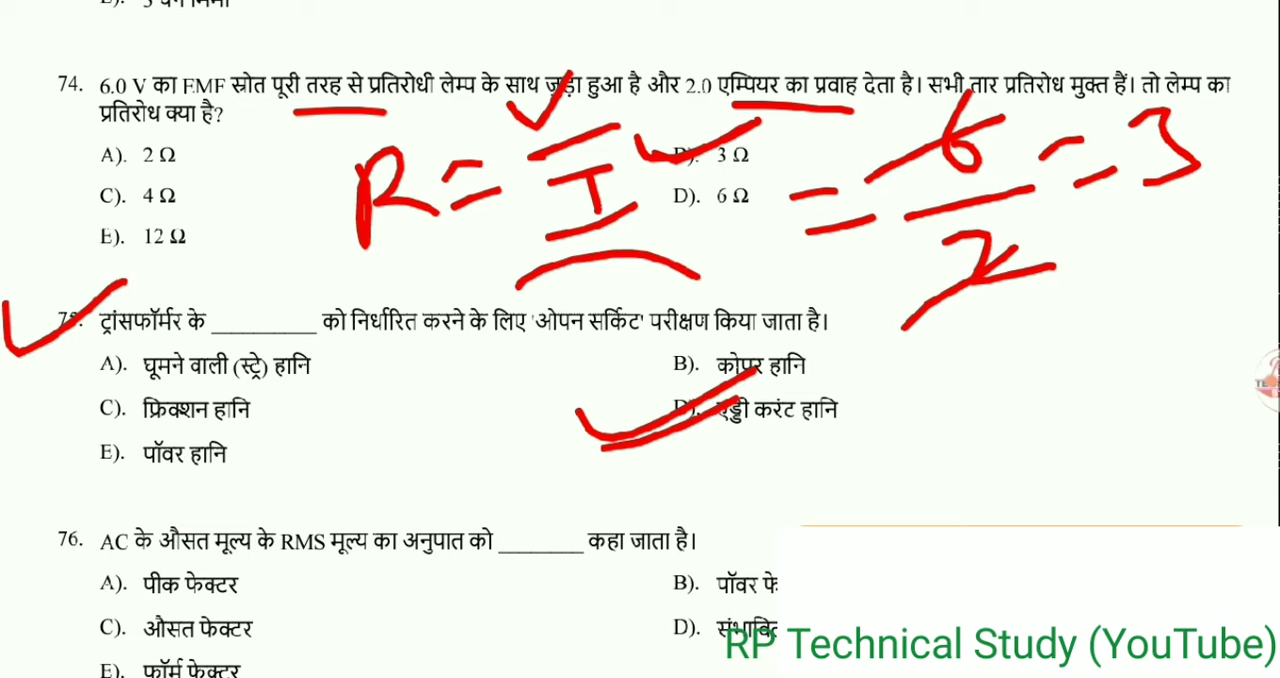 74. 6.0 V का EMF स्रोत पूरी तरह से प्रतिरोधी लेम्प के साथ जुड़ा हुआ है और 2.0 एम्पियर का प्रवाह देता है। सभी तार प्रतिरोध मुक्त हैं। तो लेम्प का
प्रतिरोध क्या है?
A). 2 Ω B). 3 Ω
C). 4 Ω D). 6 Ω
E). 12 Ω
R = V/I = 6/2 = 3
75. ट्रांसफॉर्मर के __________ को निर्धारित करने के लिए 'ओपन सर्किट' परीक्षण किया जाता है।
A). घूमने वाली (स्ट्रे) हानि B). कोपर हानि
C). फ्रिक्शन हानि D). एड्डी करंट हानि
E). पॉवर हानि
76. AC के औसत मूल्य के RMS मूल्य का अनुपात को ________ कहा जाता है।
A). पीक फेक्टर B). पॉवर फे
C). औसत फेक्टर D).
E). फॉर्म फेक्टर
RP Technical Study (YouTube)